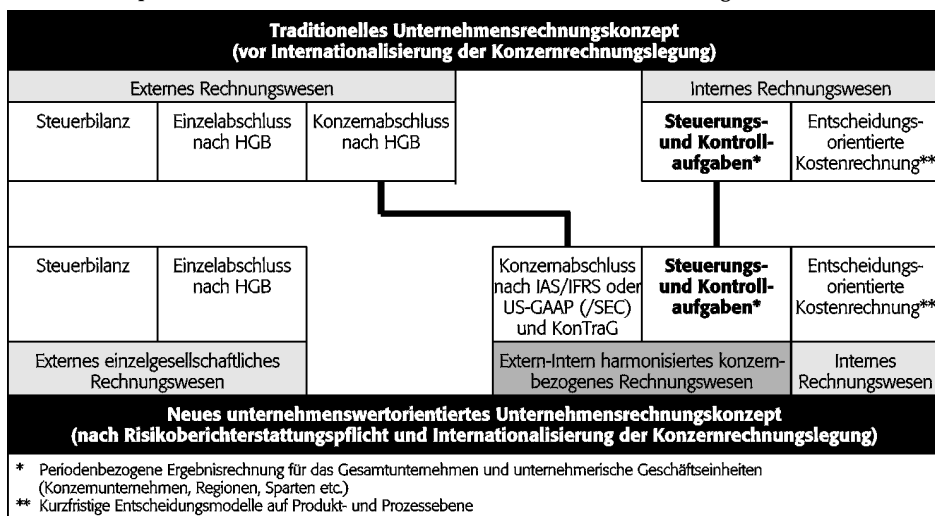 Traditionelles Unternehmensrechnungskonzept
(vor Internationalisierung der Konzernrechnungslegung)
Externes Rechnungswesen
Internes Rechnungswesen
Steuerbilanz
Einzelabschluss
nach HGB
Konzernabschluss
nach HGB
Steuerungs-
und Kontroll-
aufgaben*
Entscheidungs-
orientierte
Kostenrechnung**
Steuerbilanz
Einzelabschluss
nach HGB
Konzernabschluss
nach IAS/IFRS oder
US-GAAP (/SEC)
und KonTraG
Steuerungs-
und Kontroll-
aufgaben*
Entscheidungs-
orientierte
Kostenrechnung**
Externes einzelgesellschaftliches
Rechnungswesen
Extern-Intern harmonisiertes konzern-
bezogenes Rechnungswesen
Internes
Rechnungswesen
Neues unternehmenswertorientiertes Unternehmensrechnungskonzept
(nach Risikoberichterstattungspflicht und Internationalisierung der Konzernrechnungslegung)
* Periodenbezogene Ergebnisrechnung für das Gesamtunternehmen und unternehmerische Geschäftseinheiten
(Konzernunternehmen, Regionen, Sparten etc.)
** Kurzfristige Entscheidungsmodelle auf Produkt- und Prozessebene